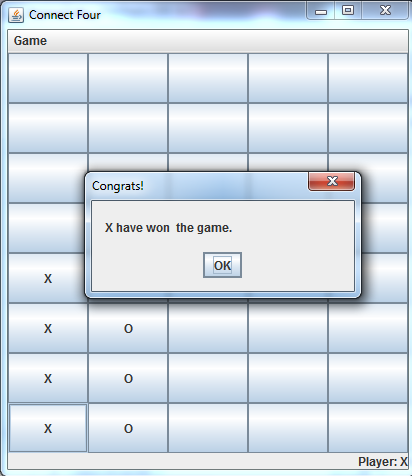 Connect Four
Game
Congrats!
X have won  the game.
OK
X
X O
X O
X O
Player: X